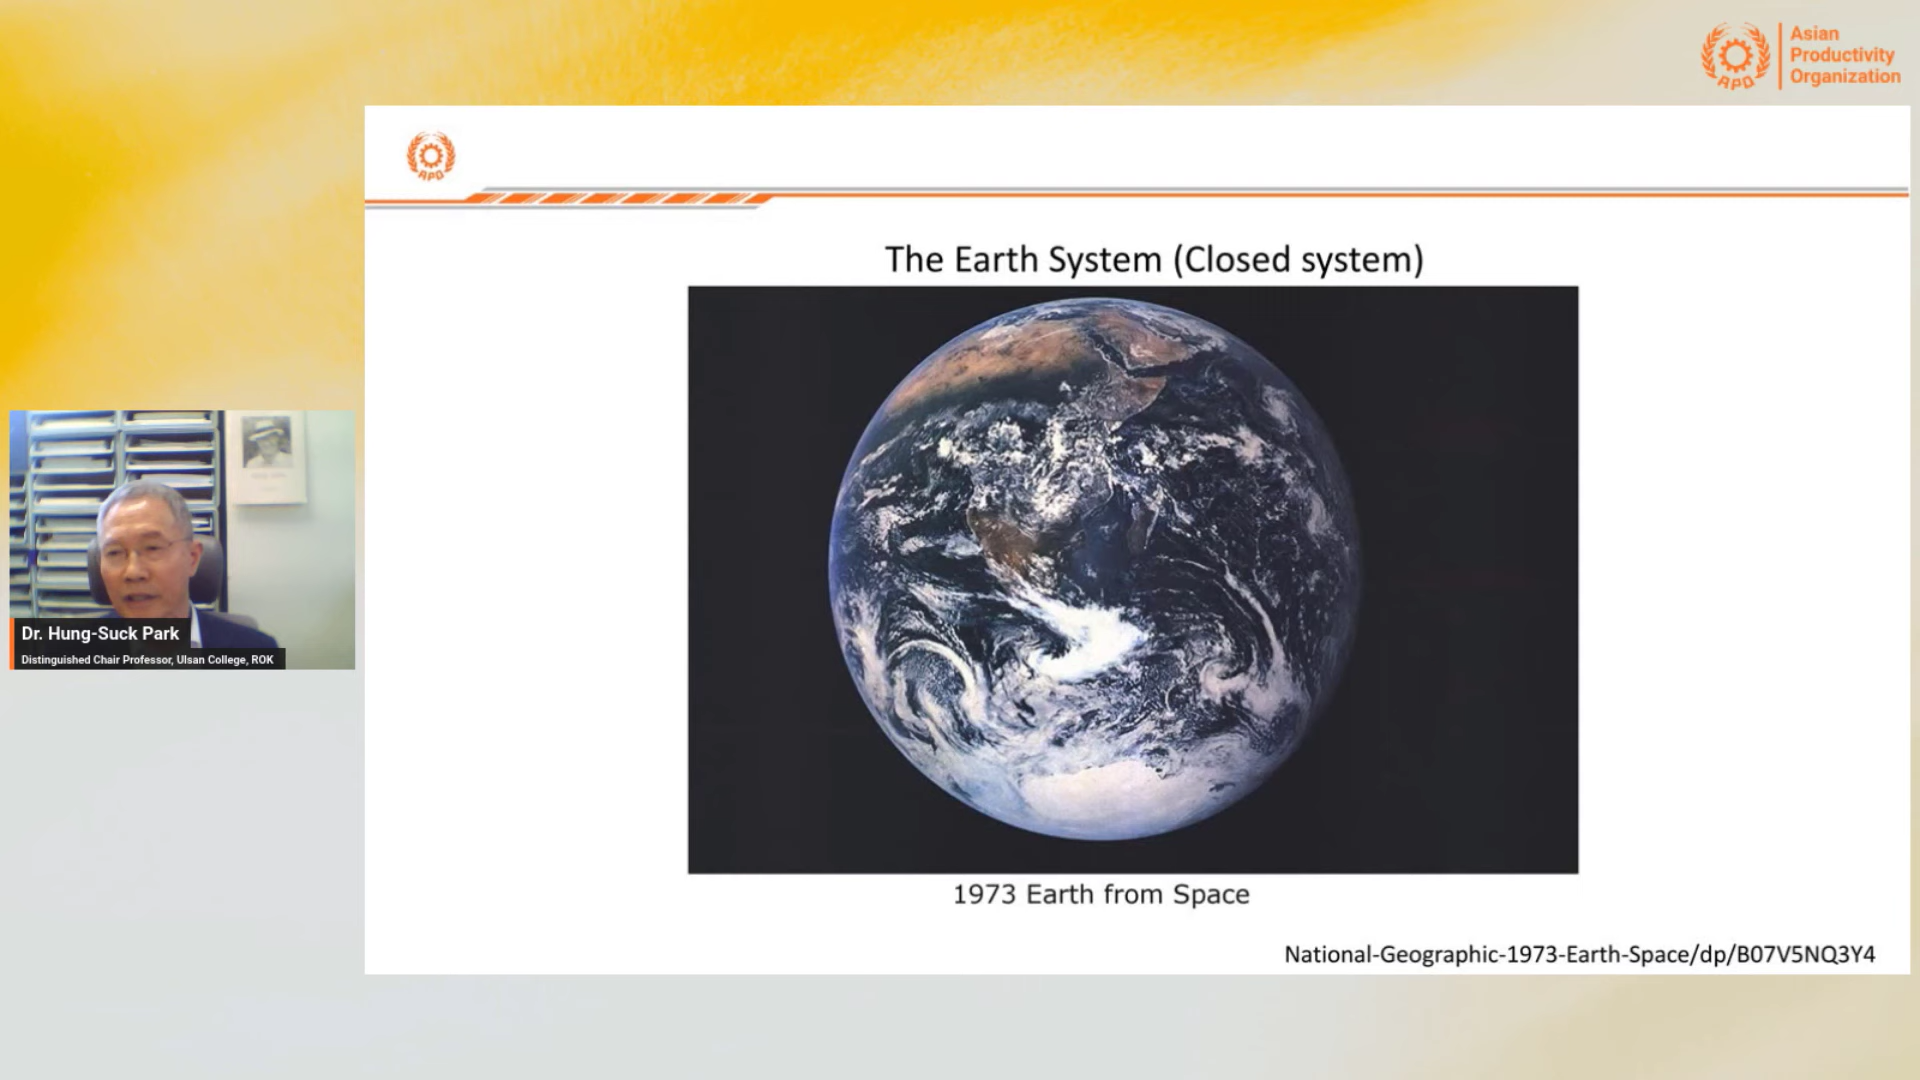 Asian
Productivity
Organization
APO
APO
The Earth System (Closed system)
Dr. Hung-Suck Park
Distinguished Chair Professor, Ulsan College, ROK
1973 Earth from Space
National-Geographic-1973-Earth-Space/dp/B07V5NQ3Y4